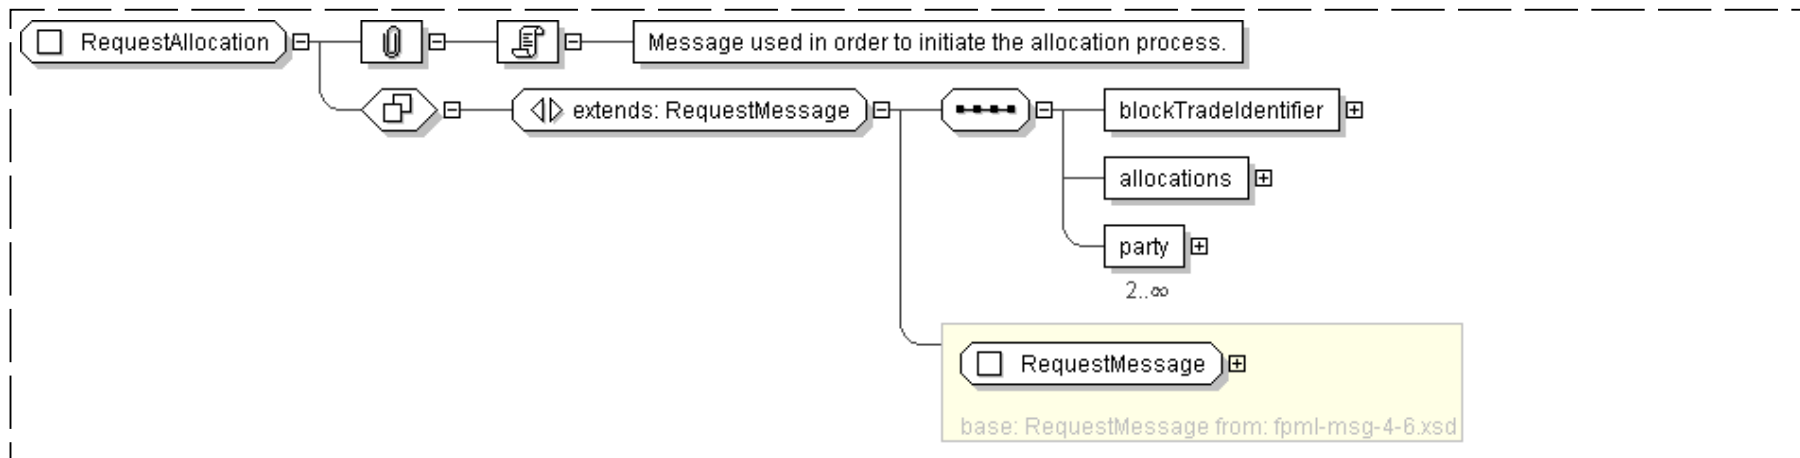 RequestAllocation
Message used in order to initiate the allocation process.
extends: RequestMessage
blockTradeIdentifier
allocations
party
2..∞
RequestMessage
base: RequestMessage from: fpml-msg-4-6.xsd